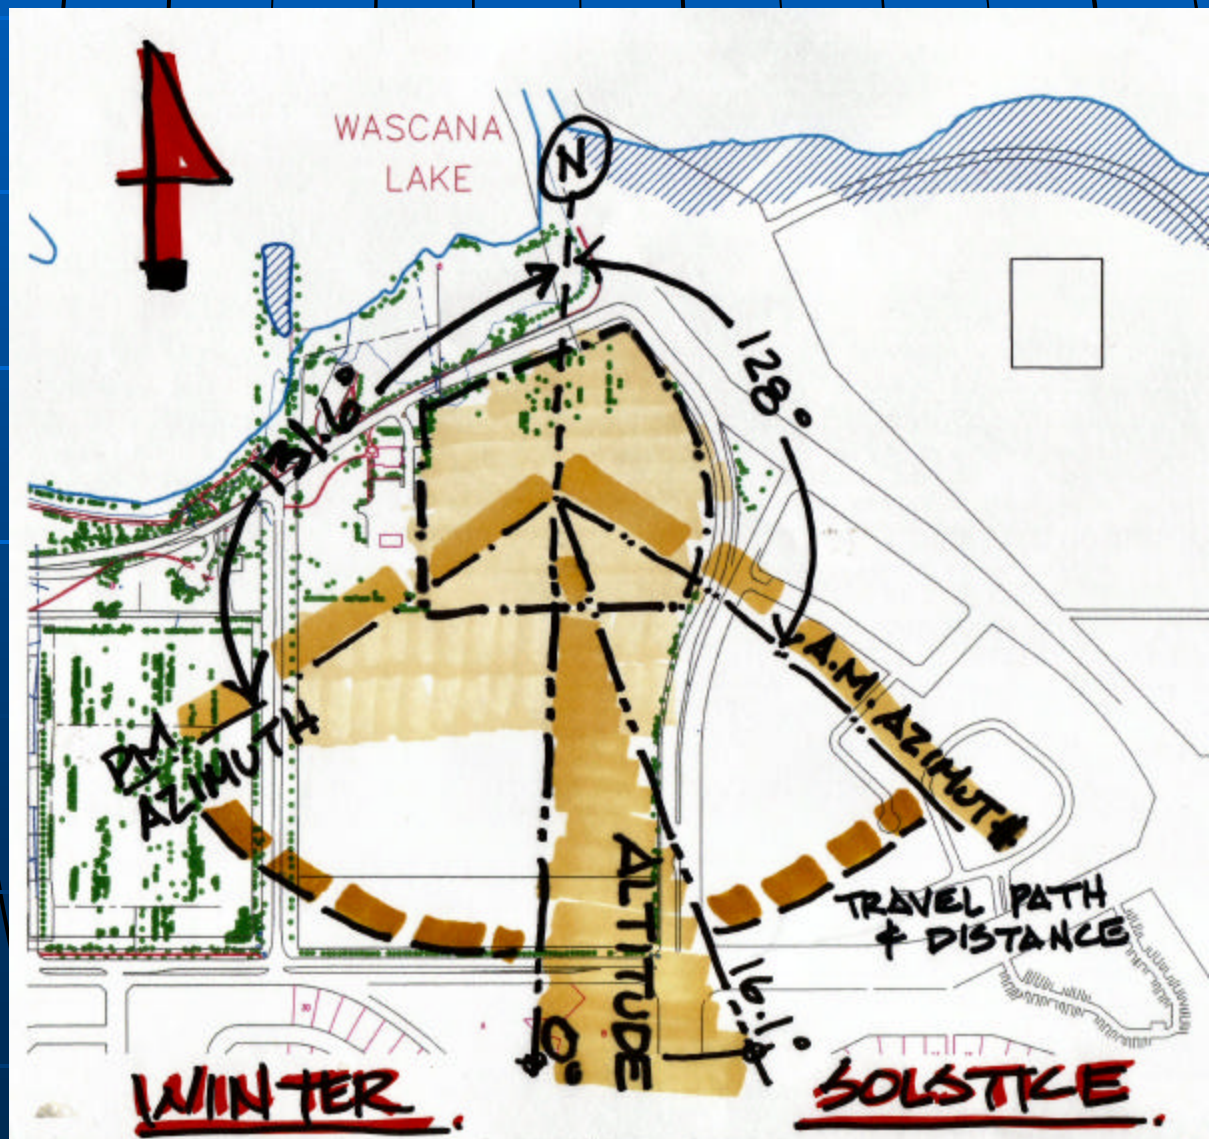 WASCANA
LAKE
N
128°
131.6
A.M. AZIMUTH
PM
AZIMUTH
ALTITUDE
TRAVEL PATH
& DISTANCE
16.1°
0°
WINTER
SOLSTICE